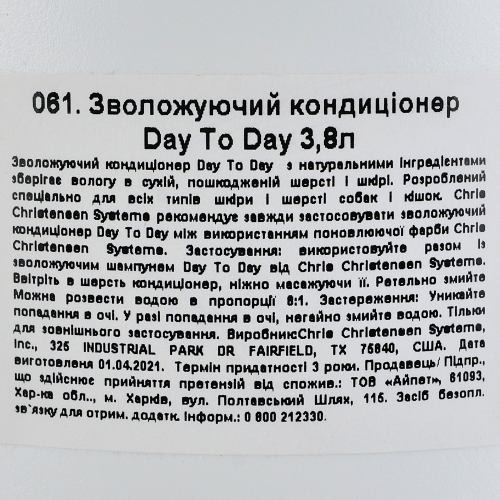 061. Зволожуючий кондиціонер
Day To Day 3,8л
Зволожуючий кондиціонер Day To Day з натуральними інгредієнтами
зберігає вологу в сухій, пошкодженій шерсті і шкірі. Розроблений
спеціально для всіх типів шкіри і шерсті собак і кішок. Chris
Christensen Systems рекомендує завжди застосовувати зволожуючий
кондиціонер Day To Day між використанням поновлюючої фарби Chris
Christensen Systems. Застосування: використовуйте разом із
зволожуючим шампунем Day To Day від Chris Christensen Systems.
Ввітріть в шерсть кондиціонер, ніжно масажуючи її. Ретельно змийте
Можна розвести водою в пропорції 8:1. Застереження: Уникайте
попадання в очі. У разі попадання в очі, негайно змийте водою. Тільки
для зовнішнього застосування. Виробник:Chris Christensen Systems,
Inc., 325 INDUSTRIAL PARK DR FAIRFIELD, TX 75840, США. Дата
виготовленя 01.04.2021. Термін придатності 3 роки. Продавець/ Підпр.,
що здійснює прийняття претензій від спожив.: ТОВ «Айпет», 61093,
Хар-ка обл.., м. Харків, вул. Полтавський Шлях, 115. Засіб безопл.
зв`язку для отрим. додатк. інформ.: 0 800 212330.